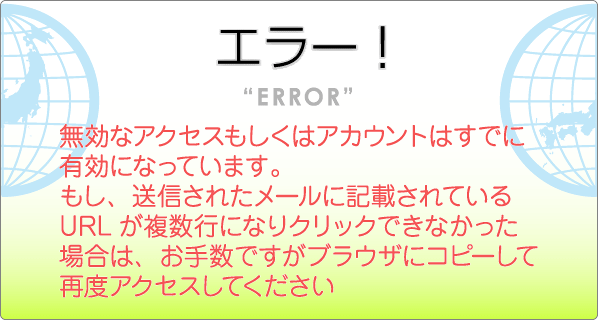 エラー！
“ERROR”
無効なアクセスもしくはアカウントはすでに
有効になっています。
もし、送信されたメールに記載されている
URL が複数行になりクリックできなかった
場合は、お手数ですがブラウザにコピーして
再度アクセスしてください